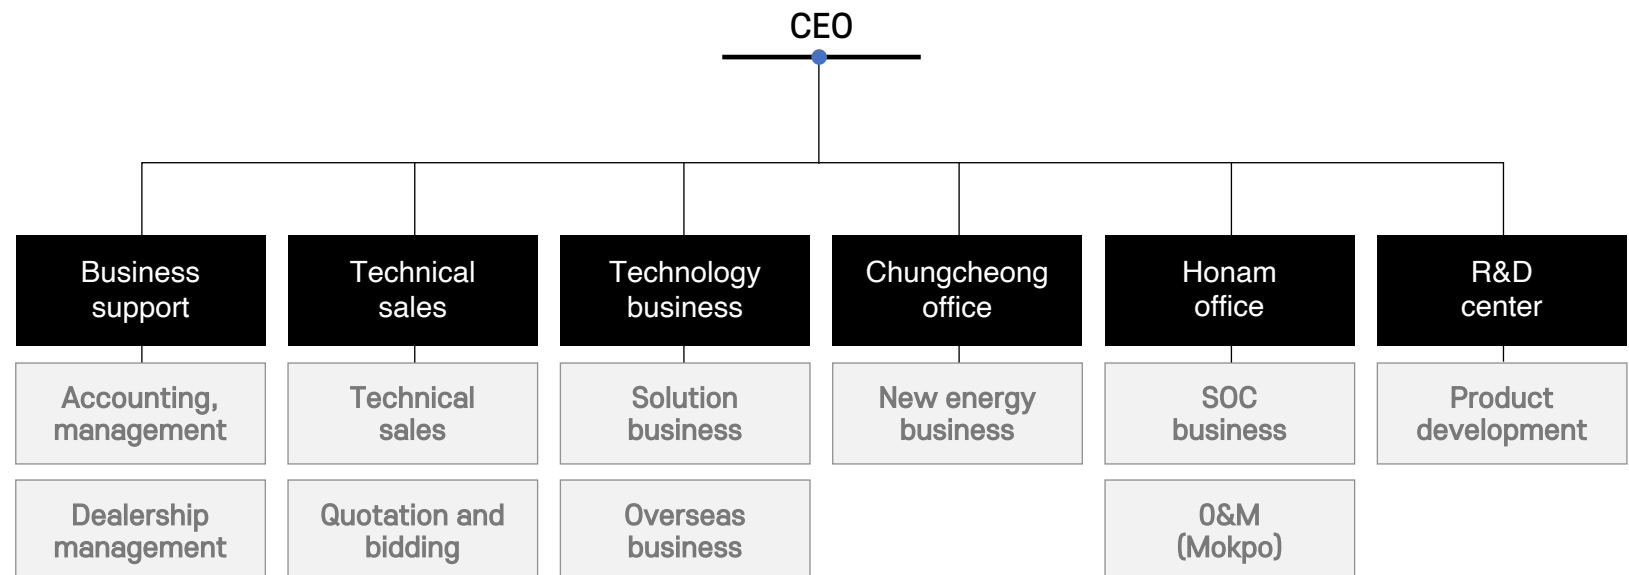 CEO
Business
support
Technical
sales
Technology
business
Chungcheong
office
Honam
office
R&D
center
Accounting,
management
Technical
sales
Solution
business
New energy
business
SOC
business
Product
development
Dealership
management
Quotation and
bidding
Overseas
business
O&M
(Mokpo)